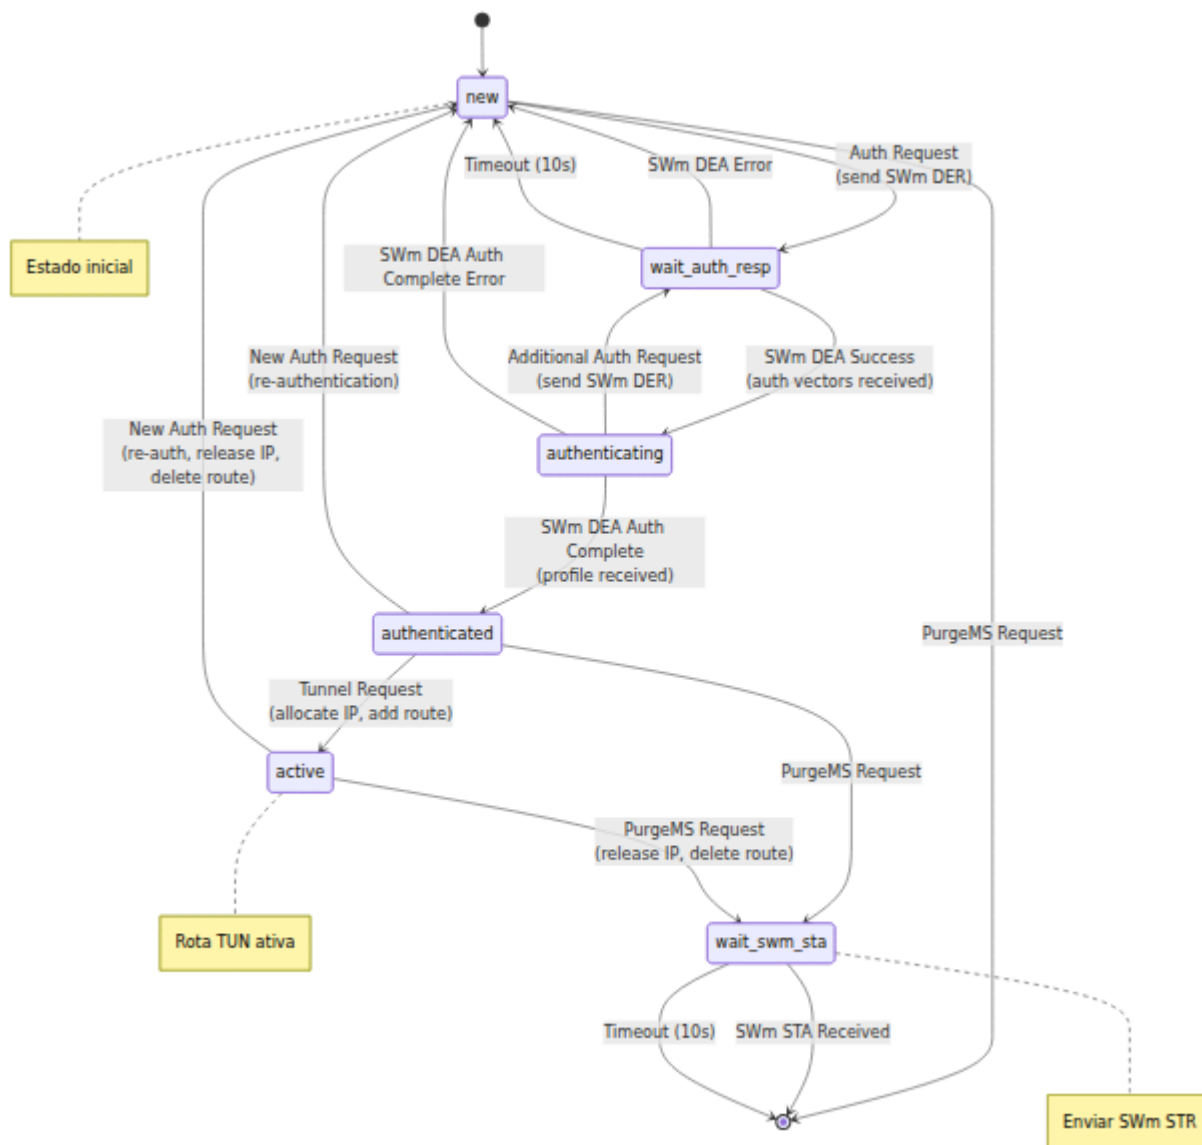 new
Timeout (10s)
SWm DEA Error
Auth Request
(send SWm DER)
Estado inicial
SWm DEA Auth
Complete Error
wait_auth_resp
New Auth Request
(re-authentication)
Additional Auth Request
(send SWm DER)
SWm DEA Success
(auth vectors received)
New Auth Request
(re-auth, release IP,
delete route)
authenticating
SWm DEA Auth
Complete
(profile received)
authenticated
PurgeMS Request
Tunnel Request
(allocate IP, add route)
active
PurgeMS Request
PurgeMS Request
(release IP, delete route)
Rota TUN ativa
wait_swm_sta
Timeout (10s)
SWm STA Received
Enviar SWm STR